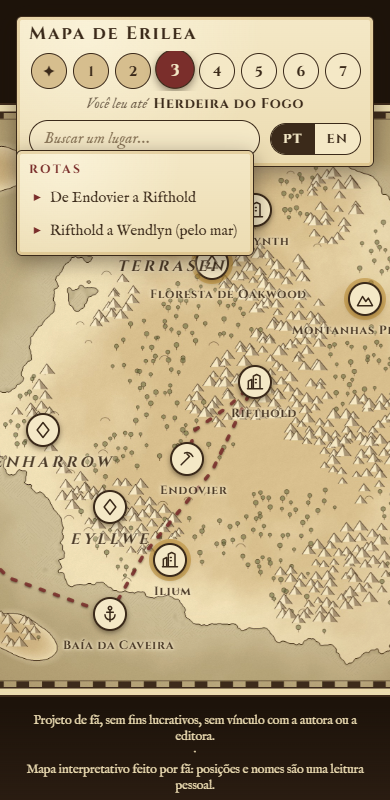 Mapa de Erilea
✦ 1 2 3 4 5 6 7
Você leu até Herdeira do Fogo
Buscar um lugar...
PT EN
ROTAS
▸ De Endovier a Rifthold
▸ Rifthold a Wendlyn (pelo mar)
YNTH
TERRASEN
Floresta de Oakwood
Montanhas
Rifthold
ENHARROW
Endovier
EYLLWE
Ilium
Baía da Caveira
Projeto de fã, sem fins lucrativos, sem vínculo com a autora ou a
editora.
·
Mapa interpretativo feito por fã: posições e nomes são uma leitura
pessoal.